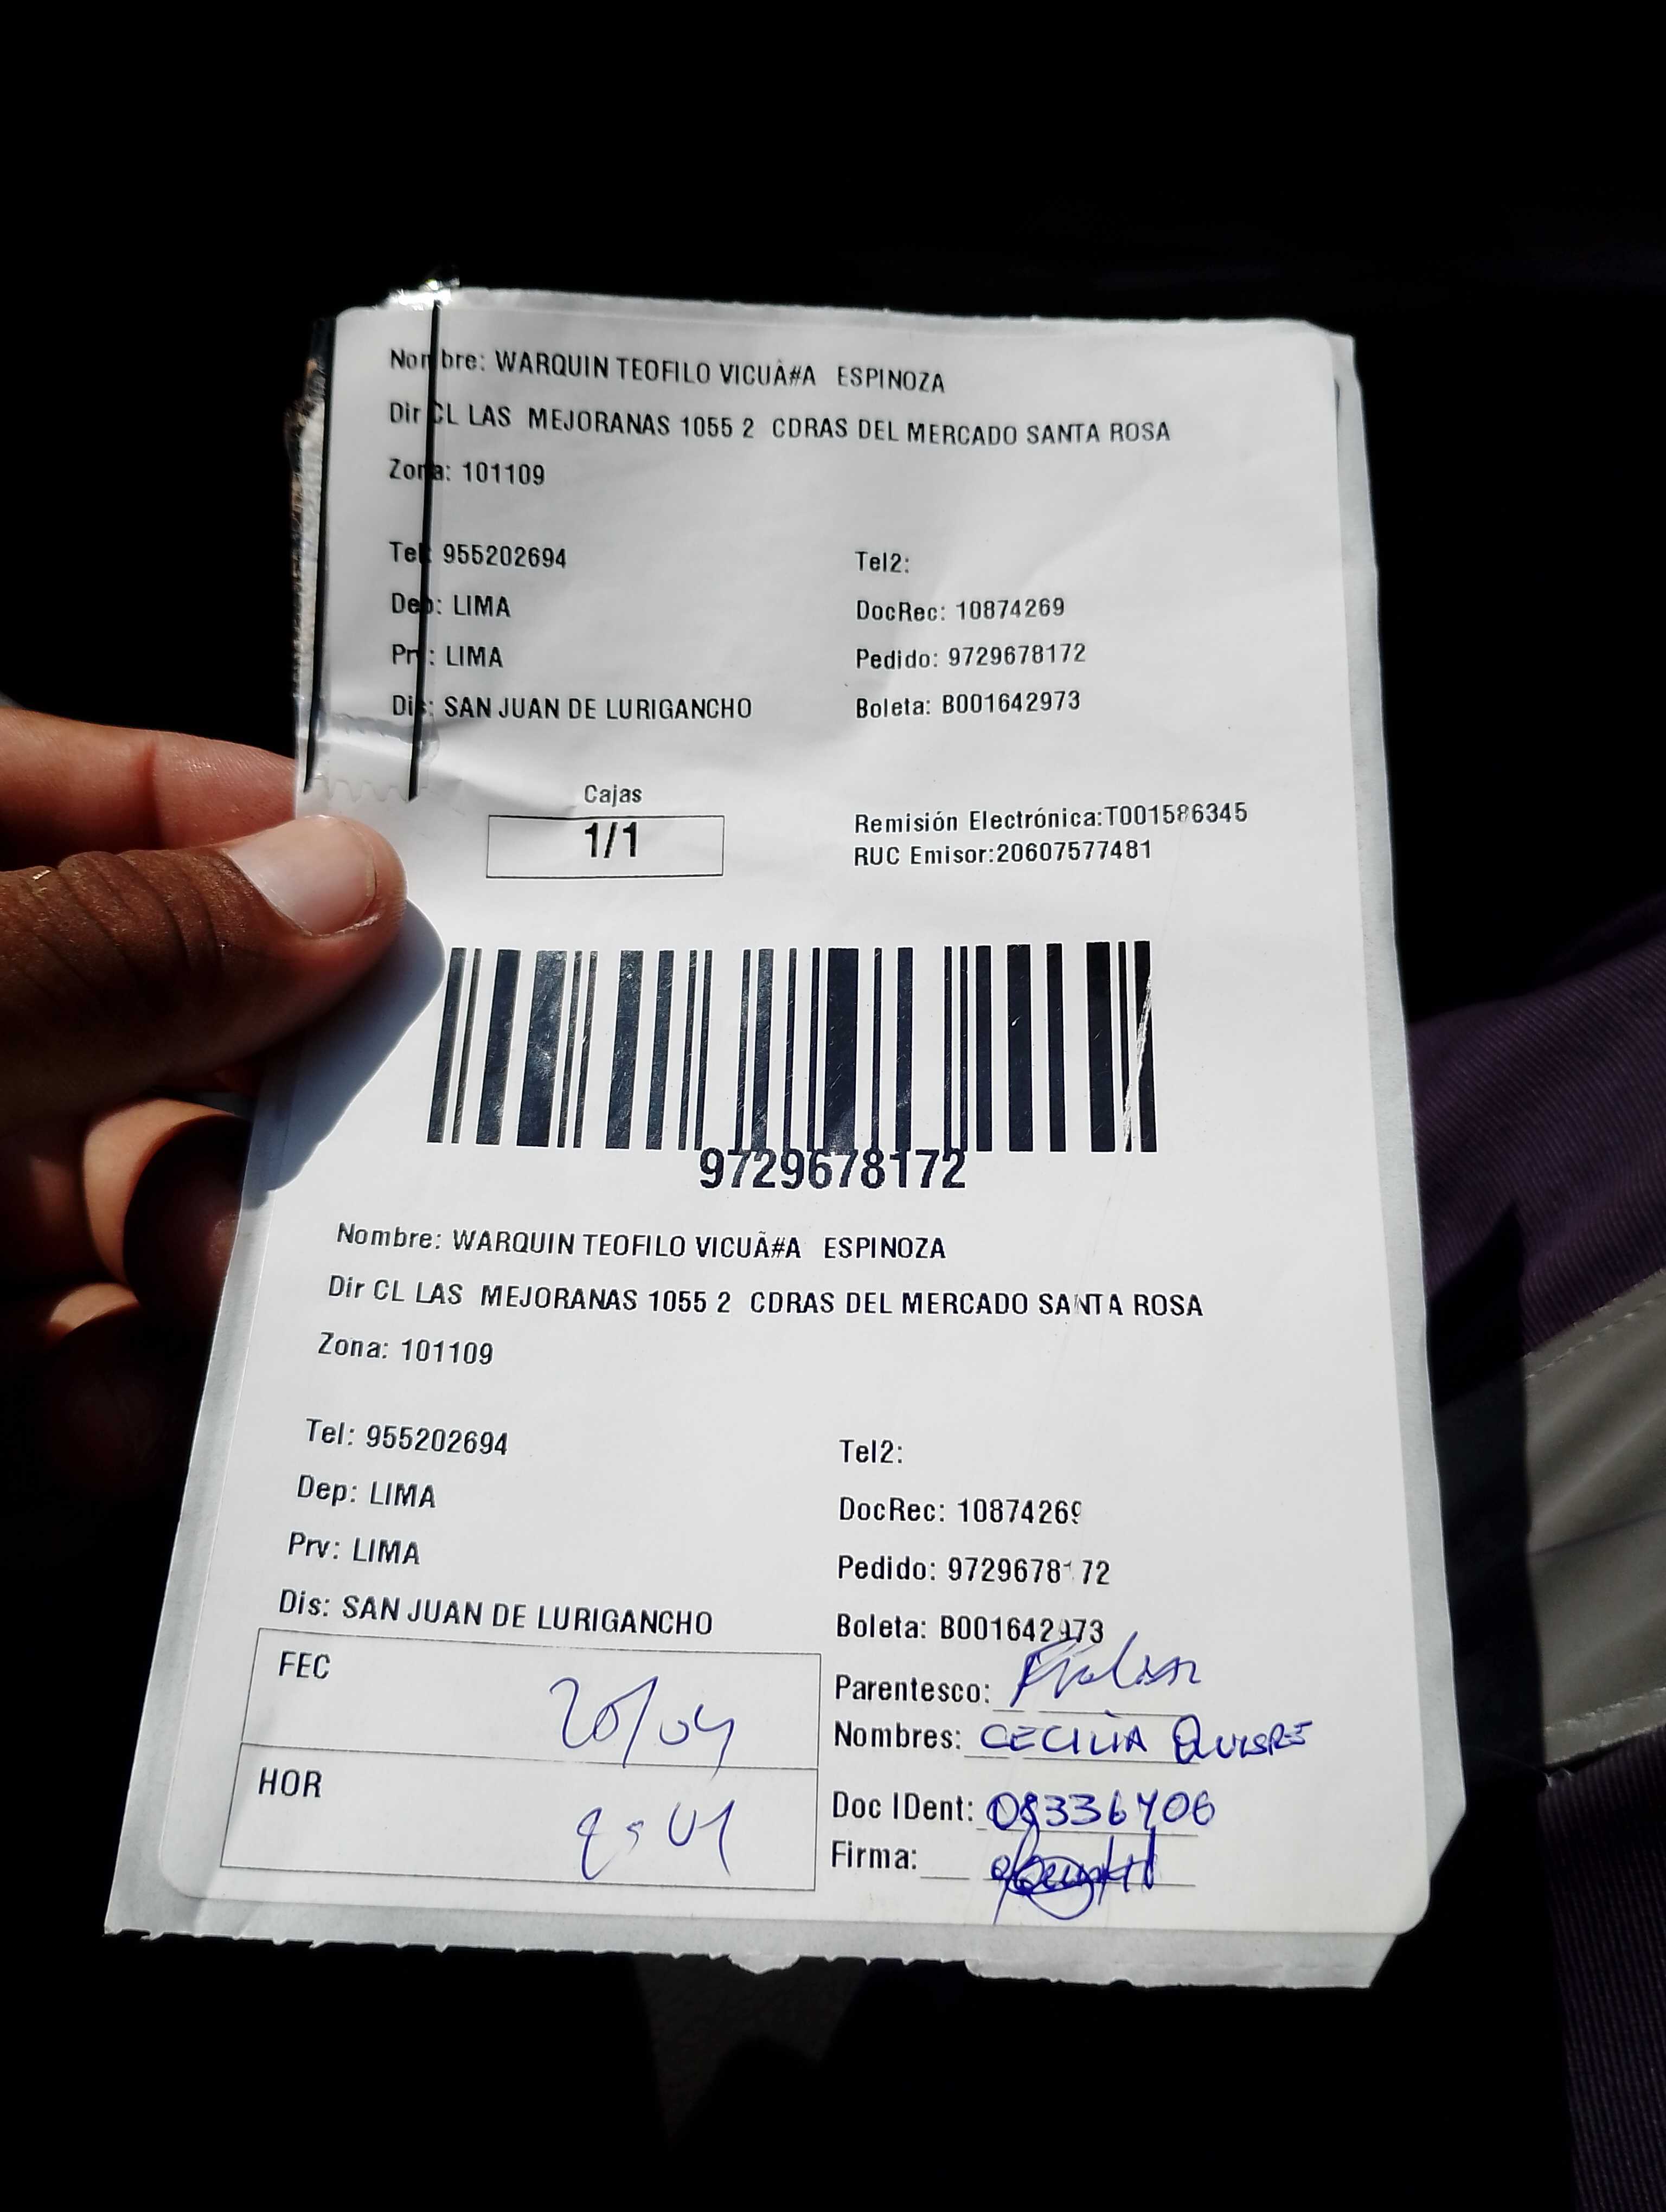 Nombre: WARQUIN TEOFILO VICUÃ#A ESPINOZA
Dir CL LAS MEJORANAS 1055 2 CDRAS DEL MERCADO SANTA ROSA
Zona: 101109
Tel: 955202694 Tel2:
Dep: LIMA DocRec: 10874269
Prv: LIMA Pedido: 9729678172
Dis: SAN JUAN DE LURIGANCHO Boleta: B001642973
Cajas
1/1
Remisión Electrónica:T001586345
RUC Emisor:20607577481
9729678172
Nombre: WARQUIN TEOFILO VICUÃ#A ESPINOZA
Dir CL LAS MEJORANAS 1055 2 CDRAS DEL MERCADO SANTA ROSA
Zona: 101109
Tel: 955202694 Tel2:
Dep: LIMA DocRec: 10874269
Prv: LIMA Pedido: 9729678172
Dis: SAN JUAN DE LURIGANCHO Boleta: B001642973
FEC 20/04
HOR
Parentesco:
Nombres: CECILIA QUISPE
Doc IDent: 08336406
Firma: